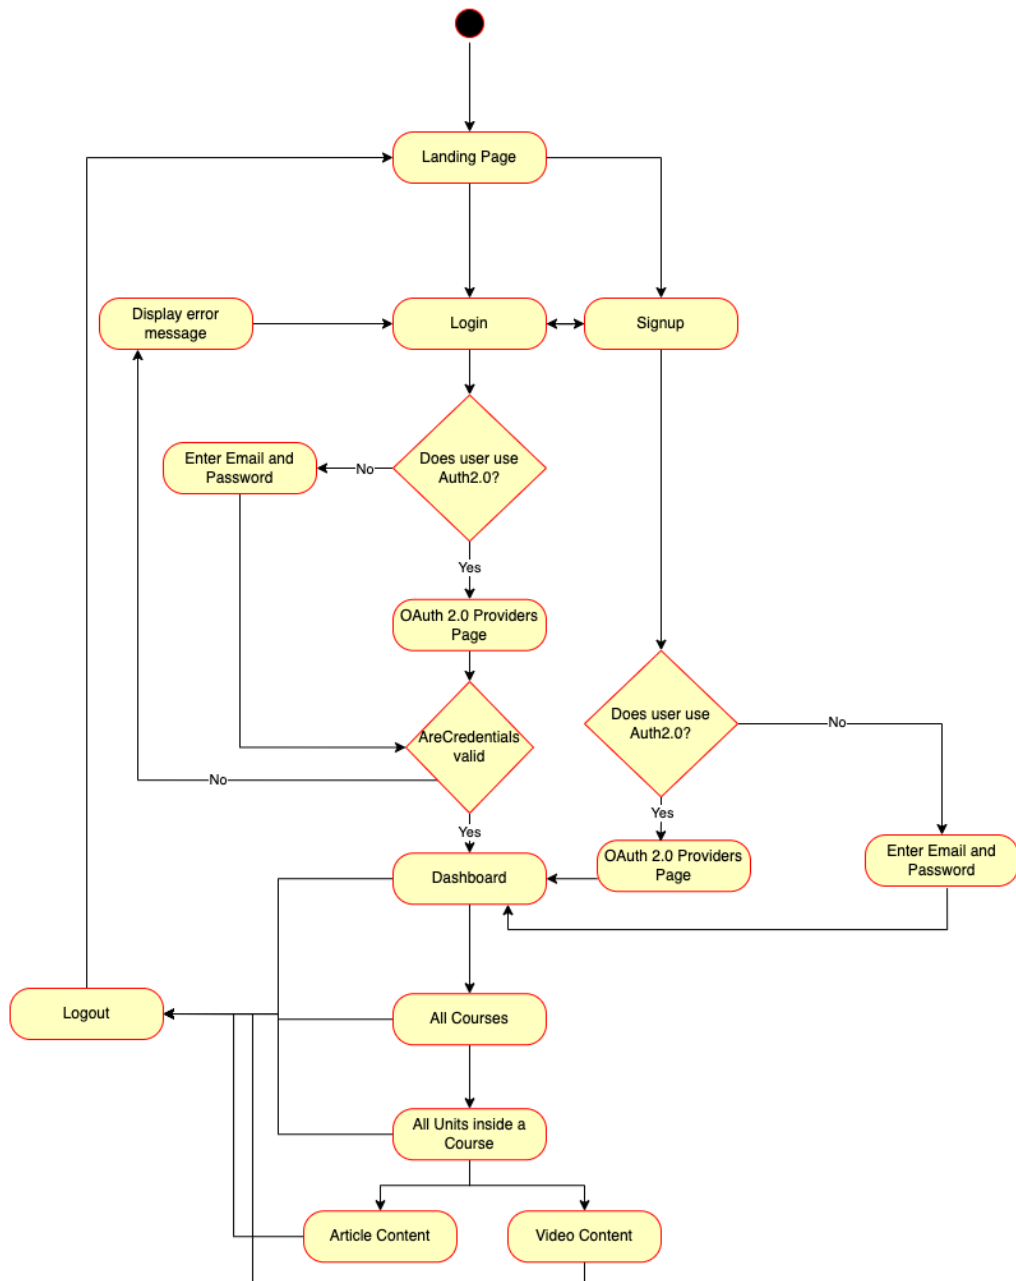 Landing Page
Display error
message
Login
Signup
Enter Email and
Password
No
Does user use
Auth2.0?
Yes
OAuth 2.0 Providers
Page
Does user use
Auth2.0?
No
AreCredentials
valid
No
Yes
Yes
OAuth 2.0 Providers
Page
Enter Email and
Password
Dashboard
Logout
All Courses
All Units inside a
Course
Article Content
Video Content